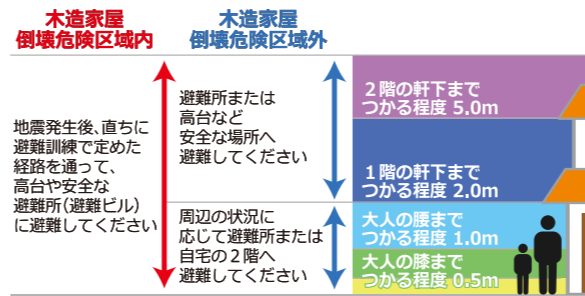 木造家屋
倒壊危険区域内
木造家屋
倒壊危険区域外
地震発生後、直ちに
避難訓練で定めた
経路を通って、
高台や安全な
避難所(避難ビル)
に避難してください
避難所または
高台など
安全な場所へ
避難してください
周辺の状況に
応じて避難所または
自宅の２階へ
避難してください
２階の軒下まで
つかる程度 5.0m
１階の軒下まで
つかる程度 2.0m
大人の腰まで
つかる程度 1.0m
大人の膝まで
つかる程度 0.5m